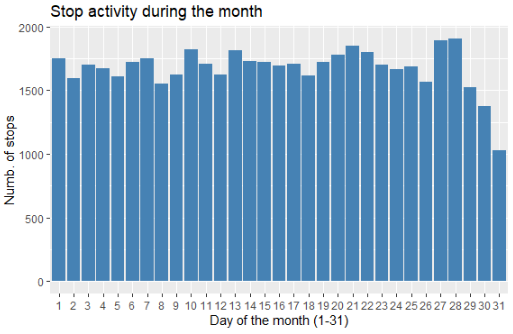 Stop activity during the month
Numb. of stops
2000
1500
1000
500
0
1 2 3 4 5 6 7 8 9 10 11 12 13 14 15 16 17 18 19 20 21 22 23 24 25 26 27 28 29 30 31
Day of the month (1-31)